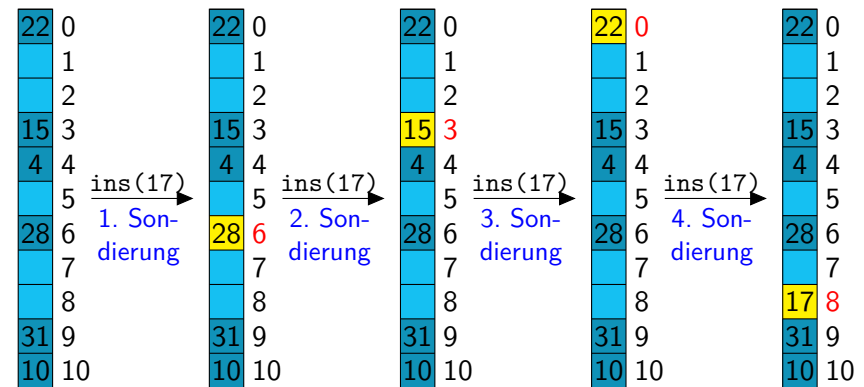 22 0 22 0 22 0 22 0 22 0
1 1 1 1 1
2 2 2 2 2
15 3 15 3 15 3 15 3 15 3
4 4 4 4 4 4 4 4 4 4
ins(17) ins(17) ins(17) ins(17)
5 5 5 5 5
1. Son- 2. Son- 3. Son- 4. Son-
28 6 28 6 28 6 28 6 28 6
dierung dierung dierung dierung
7 7 7 7 7
8 8 8 8 17 8
31 9 31 9 31 9 31 9 31 9
10 10 10 10 10 10 10 10 10 10